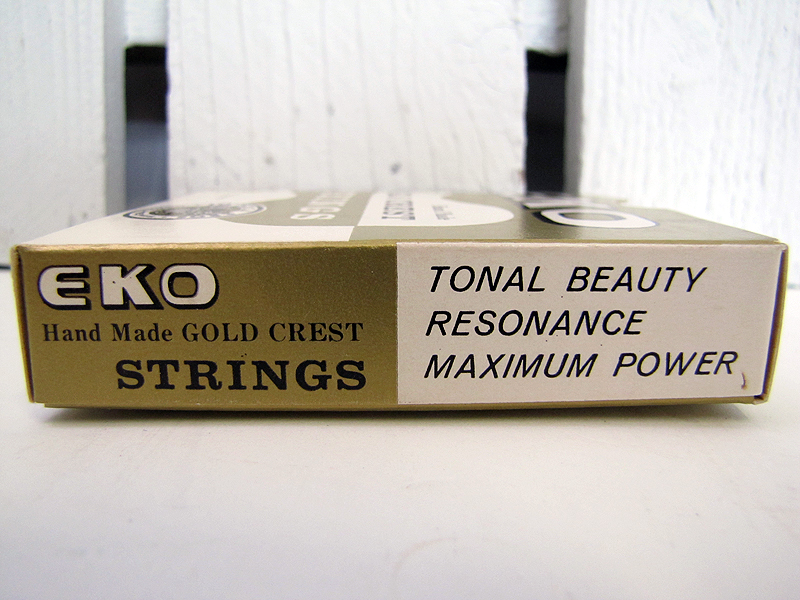 EKO
Hand Made GOLD CREST
STRINGS
TONAL BEAUTY
RESONANCE
MAXIMUM POWER